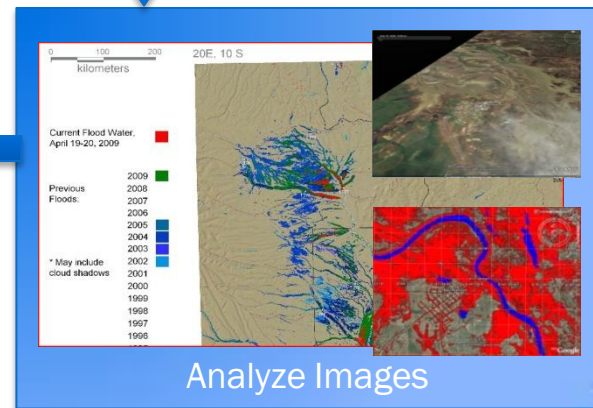 0 100 200
kilometers
20E, 10 S
Current Flood Water,
April 19-20, 2009
2009
Previous
Floods:
2008
2007
2006
2005
2004
2003
* May include
cloud shadows
2002
2001
2000
1999
1998
1997
1996
Google
Analyze Images